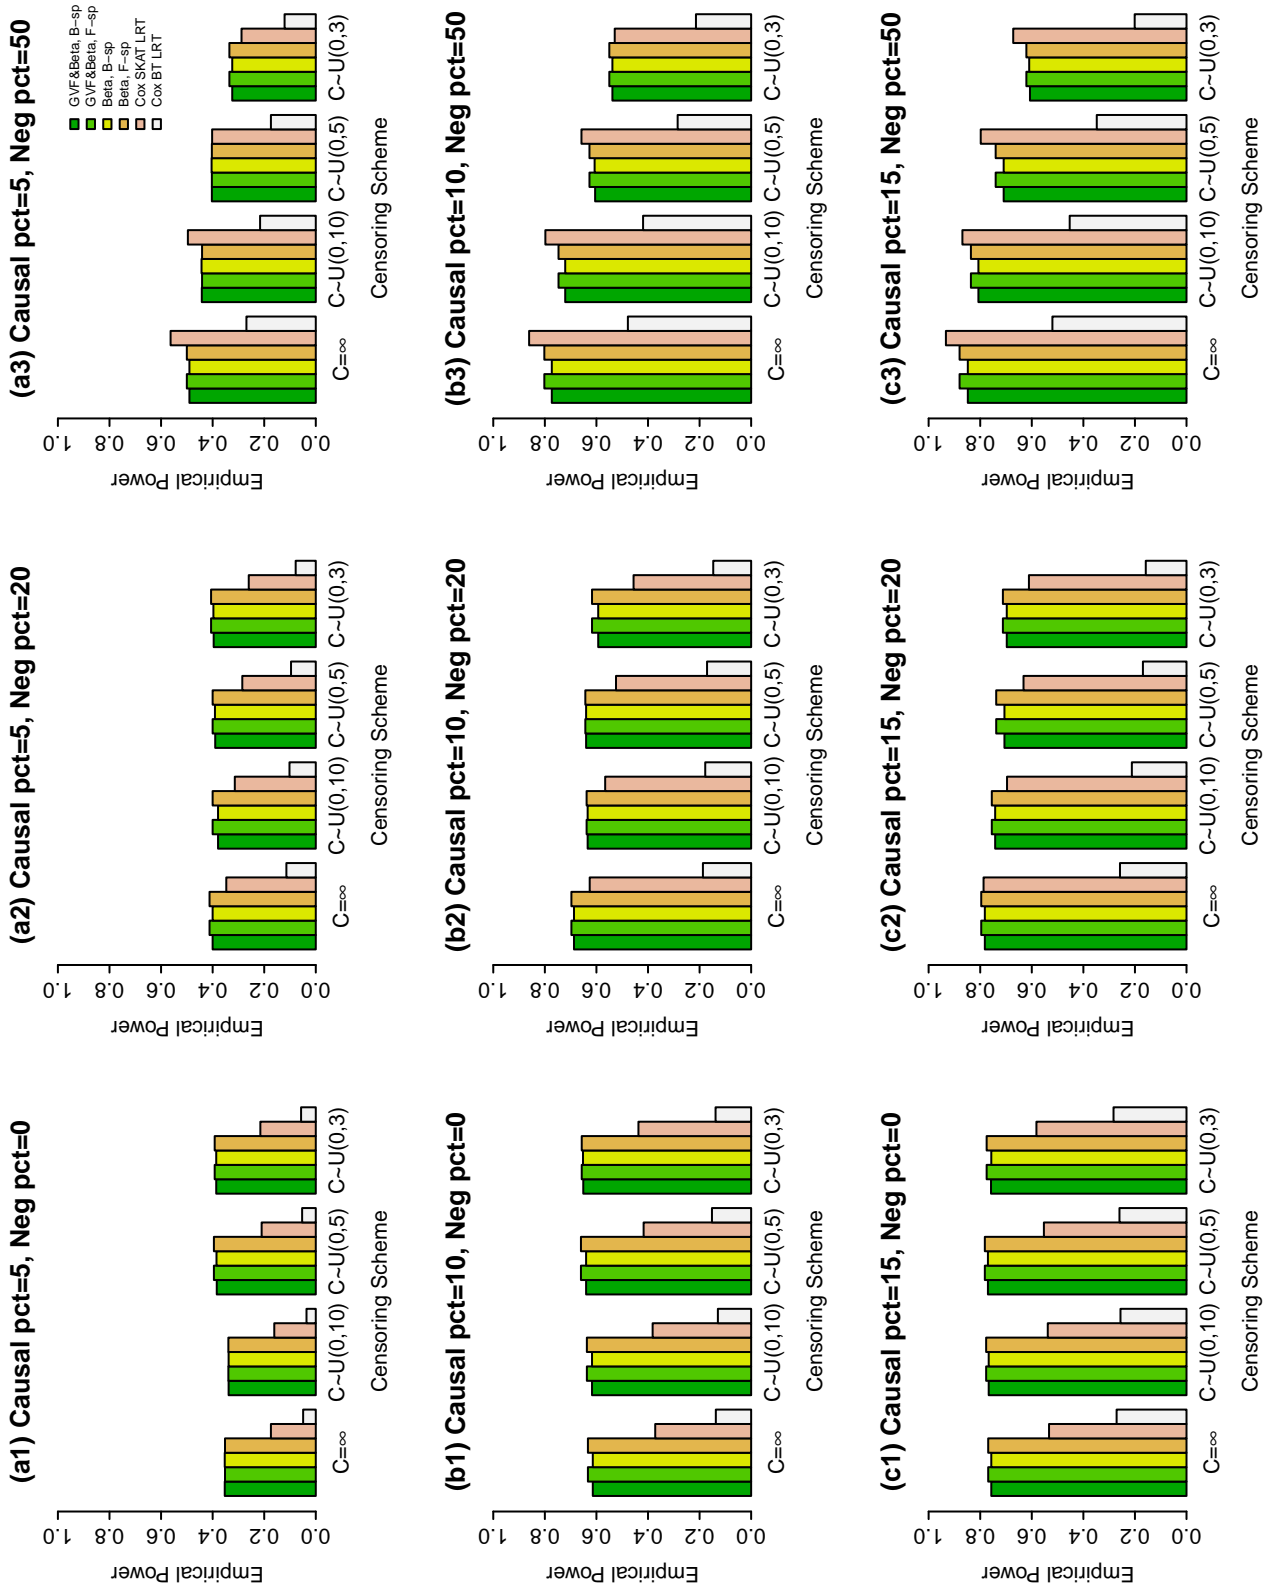 (a1) Causal pct=5, Neg pct=0
Empirical Power
1.0
0.8
0.6
0.4
0.2
0.0
C=∞
C~U(0,10)
C~U(0,5)
C~U(0,3)
Censoring Scheme
(a2) Causal pct=5, Neg pct=20
Empirical Power
1.0
0.8
0.6
0.4
0.2
0.0
C=∞
C~U(0,10)
C~U(0,5)
C~U(0,3)
Censoring Scheme
(a3) Causal pct=5, Neg pct=50
GVF&Beta, B-sp
GVF&Beta, F-sp
Beta, B-sp
Beta, F-sp
Cox SKAT LRT
Cox BT LRT
Empirical Power
1.0
0.8
0.6
0.4
0.2
0.0
C=∞
C~U(0,10)
C~U(0,5)
C~U(0,3)
Censoring Scheme
(b1) Causal pct=10, Neg pct=0
Empirical Power
1.0
0.8
0.6
0.4
0.2
0.0
C=∞
C~U(0,10)
C~U(0,5)
C~U(0,3)
Censoring Scheme
(b2) Causal pct=10, Neg pct=20
Empirical Power
1.0
0.8
0.6
0.4
0.2
0.0
C=∞
C~U(0,10)
C~U(0,5)
C~U(0,3)
Censoring Scheme
(b3) Causal pct=10, Neg pct=50
Empirical Power
1.0
0.8
0.6
0.4
0.2
0.0
C=∞
C~U(0,10)
C~U(0,5)
C~U(0,3)
Censoring Scheme
(c1) Causal pct=15, Neg pct=0
Empirical Power
1.0
0.8
0.6
0.4
0.2
0.0
C=∞
C~U(0,10)
C~U(0,5)
C~U(0,3)
Censoring Scheme
(c2) Causal pct=15, Neg pct=20
Empirical Power
1.0
0.8
0.6
0.4
0.2
0.0
C=∞
C~U(0,10)
C~U(0,5)
C~U(0,3)
Censoring Scheme
(c3) Causal pct=15, Neg pct=50
Empirical Power
1.0
0.8
0.6
0.4
0.2
0.0
C=∞
C~U(0,10)
C~U(0,5)
C~U(0,3)
Censoring Scheme